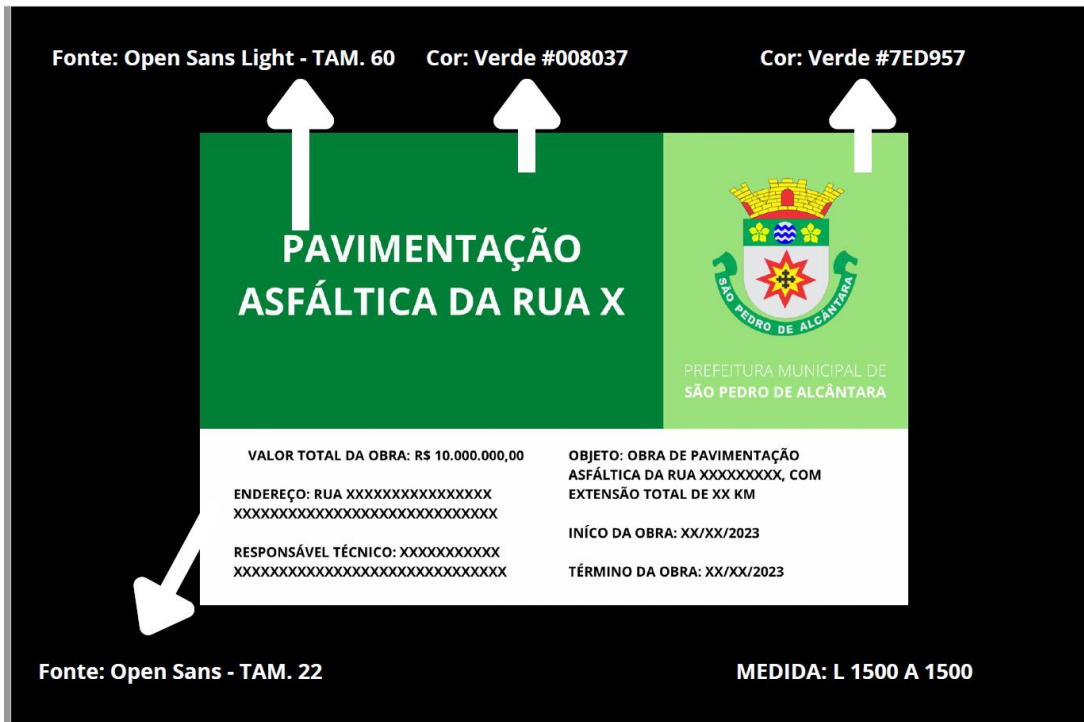 Fonte: Open Sans Light - TAM. 60
Cor: Verde #008037
Cor: Verde #7ED957
PAVIMENTAÇÃO
ASFÁLTICA DA RUA X
SÃO PEDRO DE ALCÂNTARA
PREFEITURA MUNICIPAL DE
SÃO PEDRO DE ALCÂNTARA
VALOR TOTAL DA OBRA: R$ 10.000.000,00
ENDEREÇO: RUA XXXXXXXXXXXXXXXX
XXXXXXXXXXXXXXXXXXXXXXXXXXXXX
RESPONSÁVEL TÉCNICO: XXXXXXXXXXX
XXXXXXXXXXXXXXXXXXXXXXXXXXXXXX
OBJETO: OBRA DE PAVIMENTAÇÃO
ASFÁLTICA DA RUA XXXXXXXXX, COM
EXTENSÃO TOTAL DE XX KM
INÍCO DA OBRA: XX/XX/2023
TÉRMINO DA OBRA: XX/XX/2023
Fonte: Open Sans - TAM. 22
MEDIDA: L 1500 A 1500